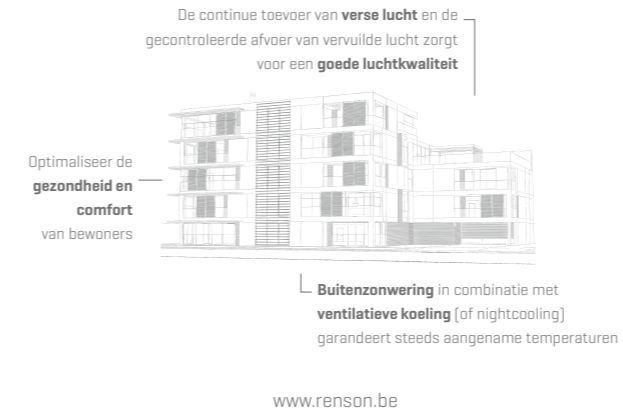 De continue toevoer van verse lucht en de
gecontroleerde afvoer van vervuilde lucht zorgt
voor een goede luchtkwaliteit
Optimaliseer de
gezondheid en
comfort
van bewoners
Buitenzonwering in combinatie met
ventilatieve koeling (of nightcooling)
garandeert steeds aangename temperaturen
www.renson.be